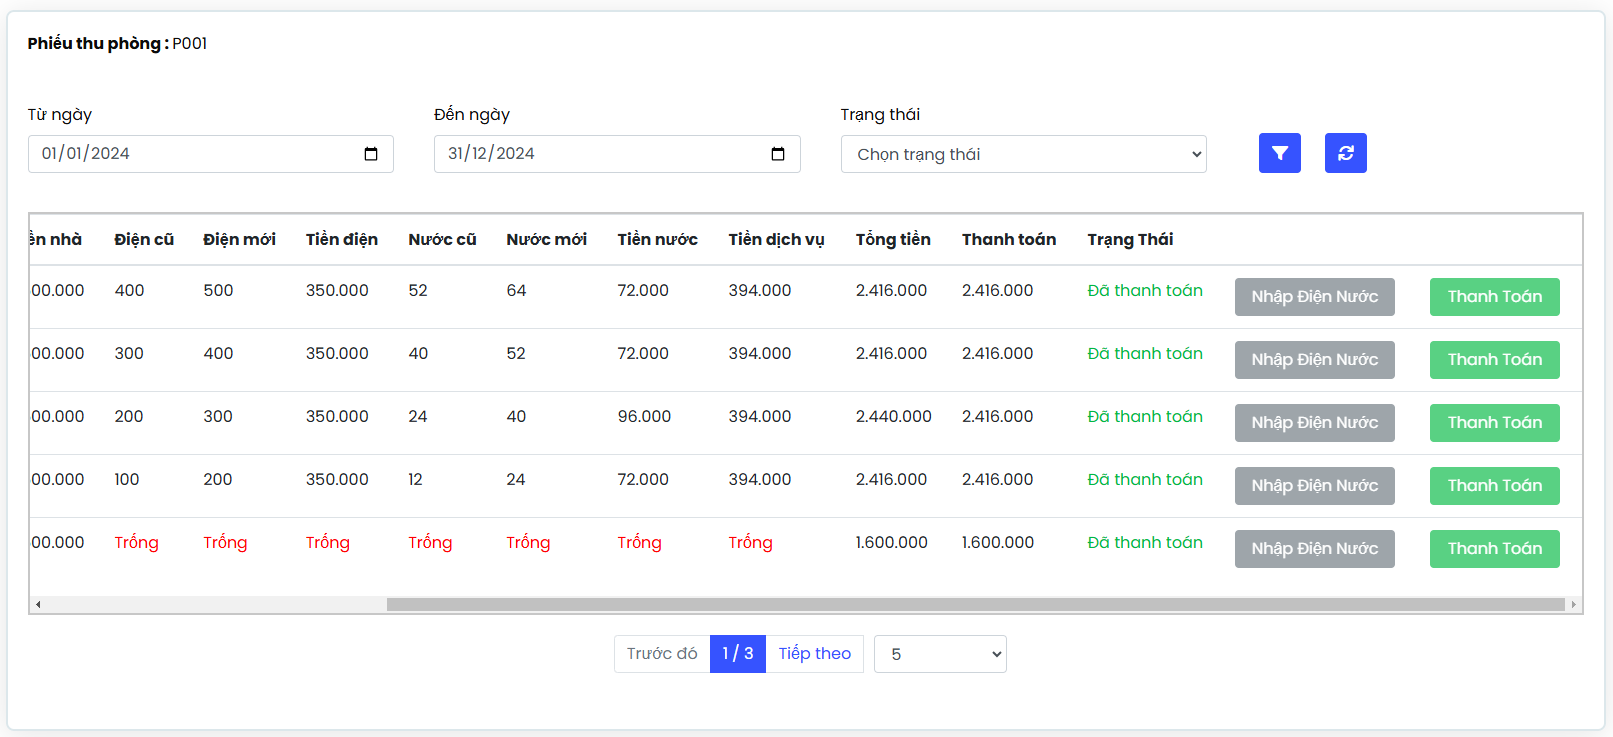 Phiếu thu phòng : P001
Từ ngày Đến ngày Trạng thái
01/01/2024 31/12/2024 Chọn trạng thái
ền nhà Điện cũ Điện mới Tiền điện Nước cũ Nước mới Tiền nước Tiền dịch vụ Tổng tiền Thanh toán Trạng Thái
00.000 400 500 350.000 52 64 72.000 394.000 2.416.000 2.416.000 Đã thanh toán Nhập Điện Nước Thanh Toán
00.000 300 400 350.000 40 52 72.000 394.000 2.416.000 2.416.000 Đã thanh toán Nhập Điện Nước Thanh Toán
00.000 200 300 350.000 24 40 96.000 394.000 2.440.000 2.416.000 Đã thanh toán Nhập Điện Nước Thanh Toán
00.000 100 200 350.000 12 24 72.000 394.000 2.416.000 2.416.000 Đã thanh toán Nhập Điện Nước Thanh Toán
00.000 Trống Trống Trống Trống Trống Trống Trống 1.600.000 1.600.000 Đã thanh toán Nhập Điện Nước Thanh Toán
Trước đó 1 / 3 Tiếp theo 5